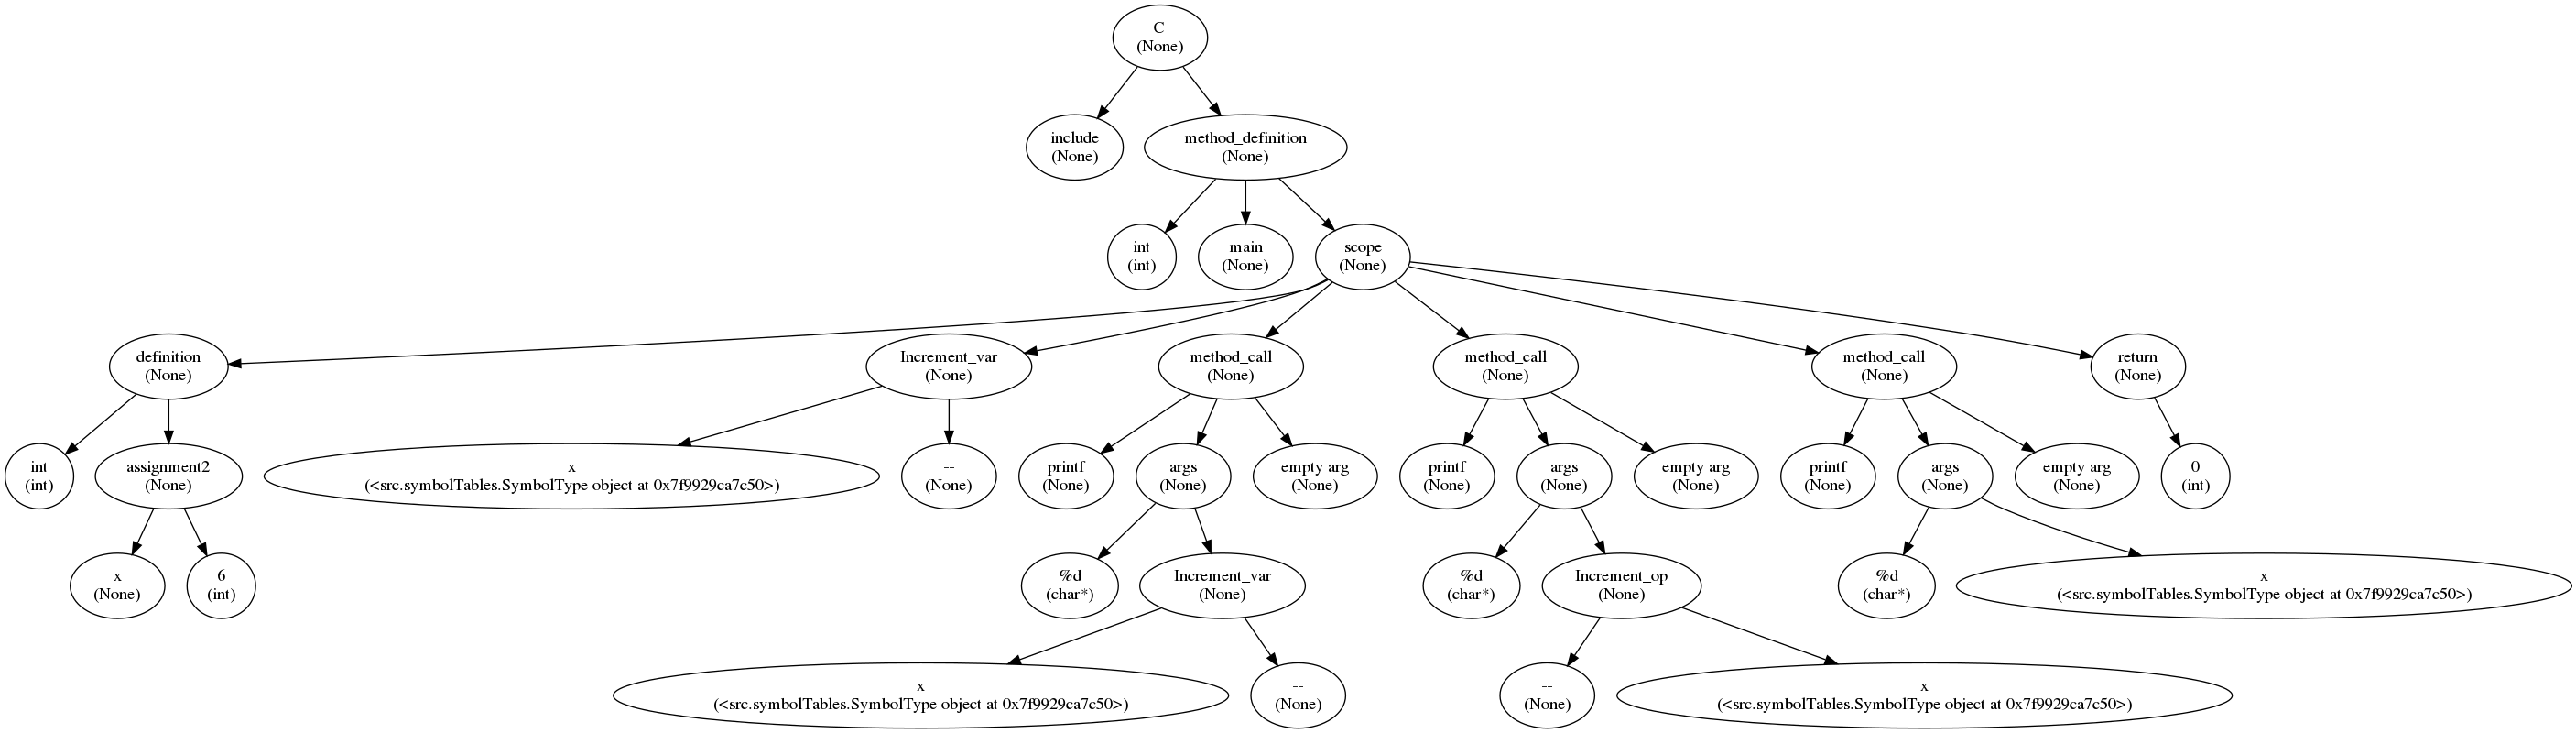 C
(None)
include
(None)
method_definition
(None)
int
(int)
main
(None)
scope
(None)
definition
(None)
Increment_var
(None)
method_call
(None)
method_call
(None)
method_call
(None)
return
(None)
int
(int)
assignment2
(None)
x
(<src.symbolTables.SymbolType object at 0x7f9929ca7c50>)
--
(None)
printf
(None)
args
(None)
empty arg
(None)
printf
(None)
args
(None)
empty arg
(None)
printf
(None)
args
(None)
empty arg
(None)
0
(int)
x
(None)
6
(int)
%d
(char*)
Increment_var
(None)
%d
(char*)
Increment_op
(None)
%d
(char*)
x
(<src.symbolTables.SymbolType object at 0x7f9929ca7c50>)
x
(<src.symbolTables.SymbolType object at 0x7f9929ca7c50>)
--
(None)
--
(None)
x
(<src.symbolTables.SymbolType object at 0x7f9929ca7c50>)